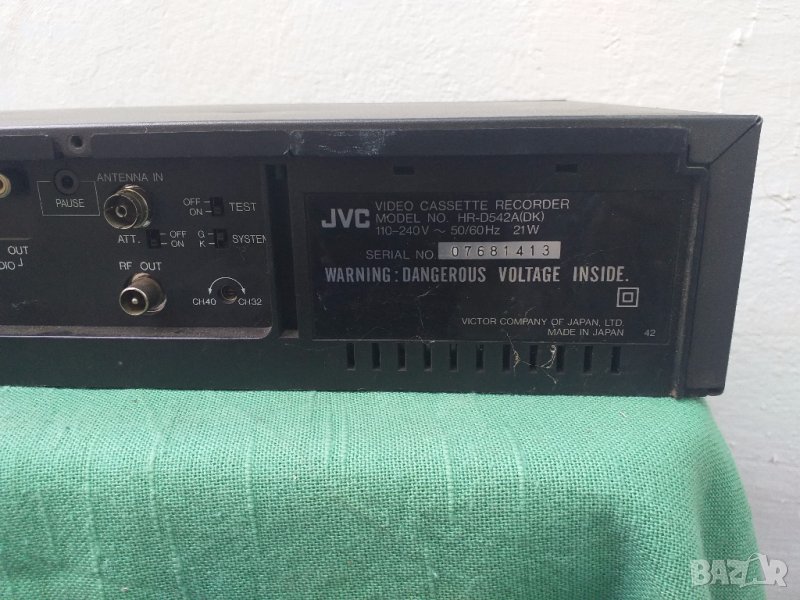 ANTENNA IN
PAUSE
OFF
ON
TEST
ATT.
OFF
ON
G.
K
SYSTEM
OUT
DIO
RF OUT
CH40
CH32
JVC
VIDEO CASSETTE RECORDER
MODEL NO. HR-D542A(DK)
110-240V ~ 50/60Hz 21W
SERIAL NO. 07681413
WARNING: DANGEROUS VOLTAGE INSIDE.
VICTOR COMPANY OF JAPAN, LTD.
MADE IN JAPAN 42
BAZAR